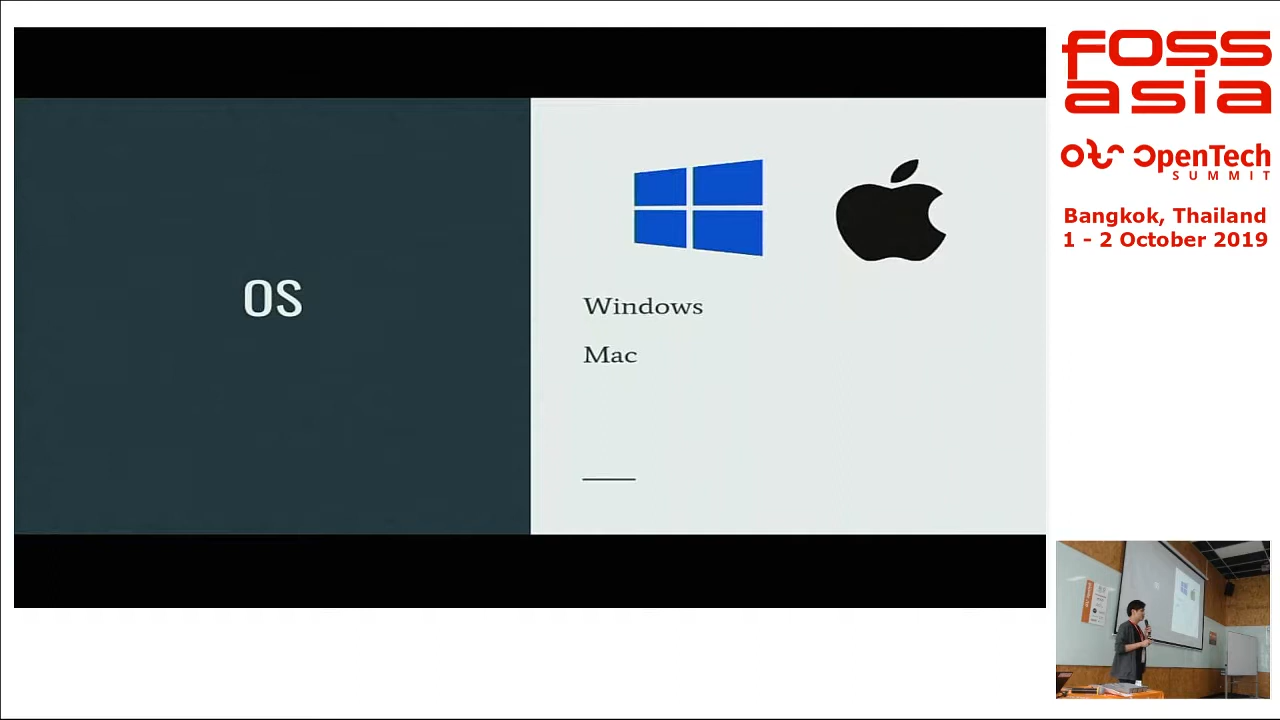 OS
Windows
Mac
foss
asia
OpenTech
SUMMIT
Bangkok, Thailand
1 - 2 October 2019